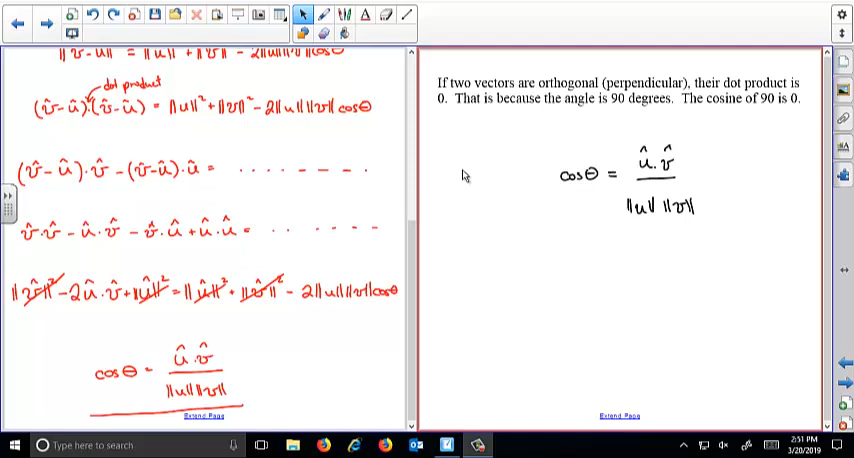 ‖v-u‖ = ‖u‖ + ‖v‖ - 2‖u‖‖v‖cosθ
dot product
(v̂-û)·(v̂-û) = ‖u‖² + ‖v‖² - 2‖u‖‖v‖cosθ
(v̂-û)·v̂ - (v̂-û)·û = . . . . . - - - .
v̂·v̂ - û·v̂ - v̂·û + û·û = . . . - - - .
‖v̂‖² - 2û·v̂ + ‖û‖² = ‖û‖² + ‖v̂‖² - 2‖u‖‖v‖cosθ
cosθ = û·v̂ / ‖u‖‖v‖
Extend Page
If two vectors are orthogonal (perpendicular), their dot product is
0. That is because the angle is 90 degrees. The cosine of 90 is 0.
cosθ = û·v̂ / ‖u‖‖v‖
Extend Page
Type here to search
2:51 PM
3/20/2019